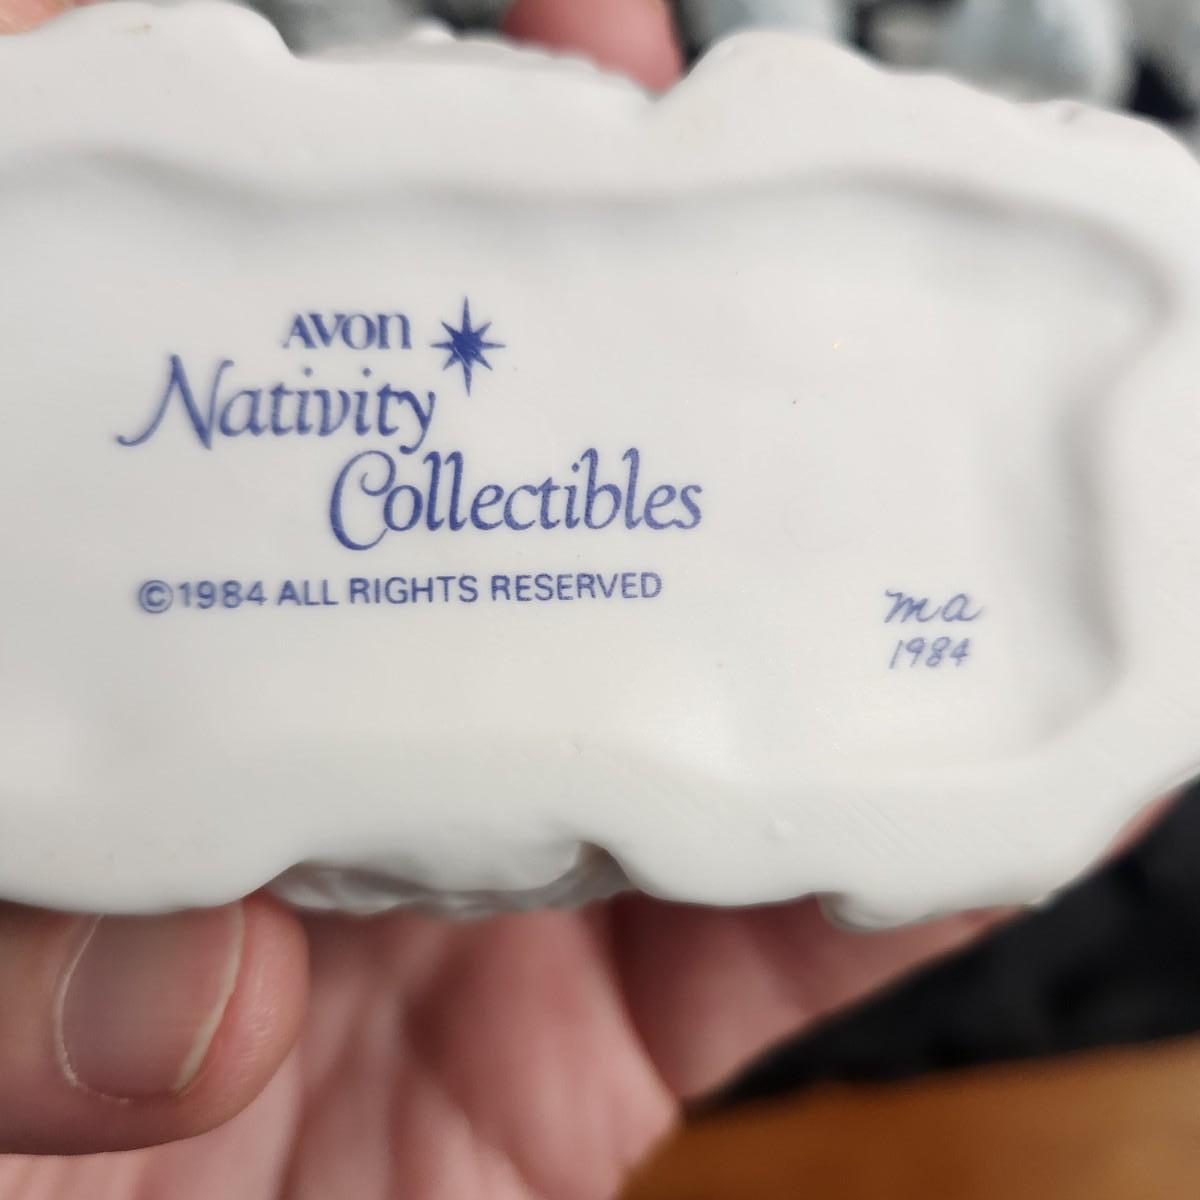 AVON
Nativity
Collectibles
©1984 ALL RIGHTS RESERVED
ma
1984